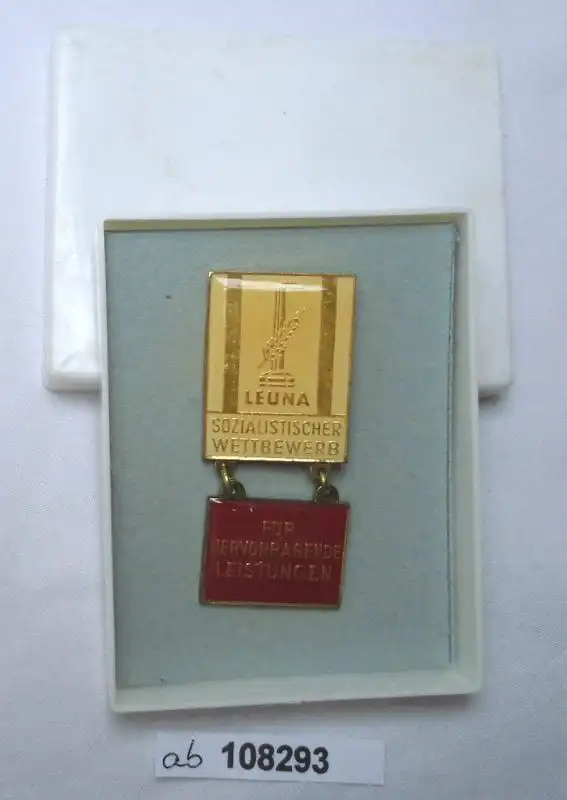 LEUNA
SOZIALISTISCHER
WETTBEWERB
FÜR
HERVORRAGENDE
LEISTUNGEN
ab 108293